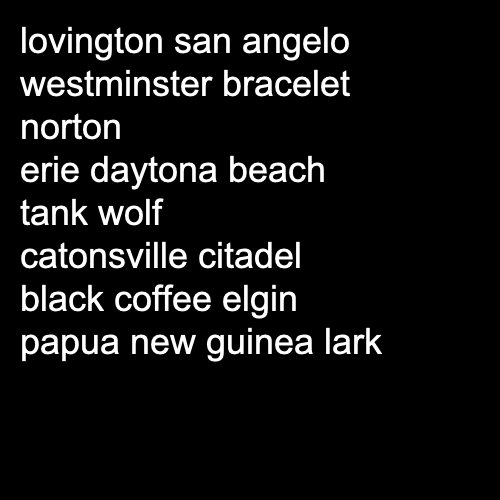 lovington san angelo
westminster bracelet
norton
erie daytona beach
tank wolf
catonsville citadel
black coffee elgin
papua new guinea lark